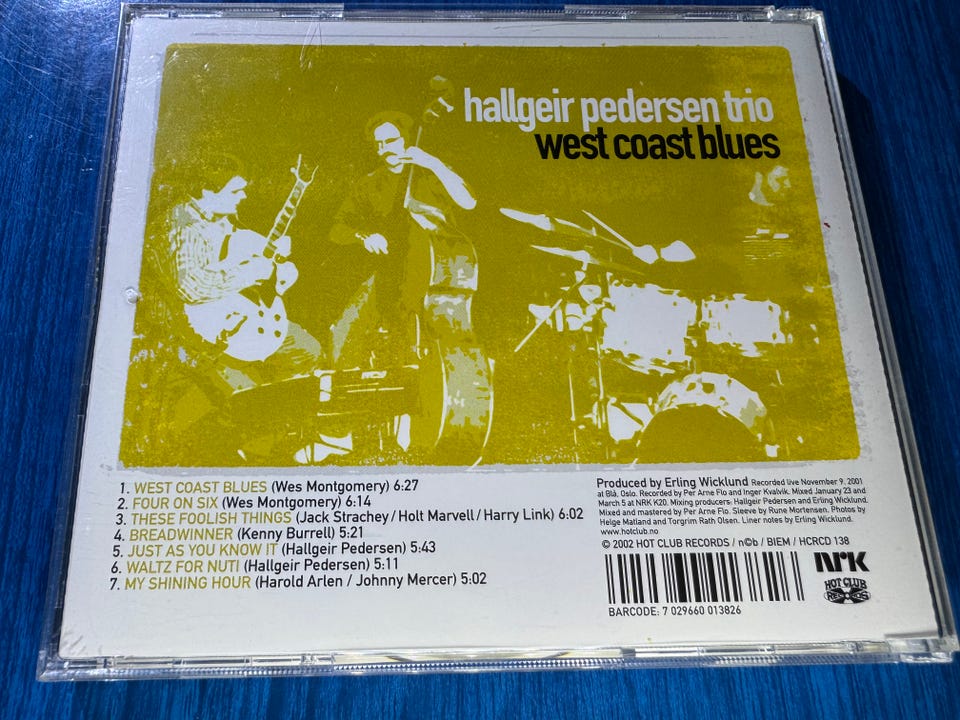 hallgeir pedersen trio
west coast blues
1. WEST COAST BLUES (Wes Montgomery) 6:27
2. FOUR ON SIX (Wes Montgomery) 6:14
3. THESE FOOLISH THINGS (Jack Strachey / Holt Marvell / Harry Link) 6:02
4. BREADWINNER (Kenny Burrell) 5:21
5. JUST AS YOU KNOW IT (Hallgeir Pedersen) 5:43
6. WALTZ FOR NUTI (Hallgeir Pedersen) 5:11
7. MY SHINING HOUR (Harold Arlen / Johnny Mercer) 5:02
Produced by Erling Wicklund Recorded live November 9, 2001
at Blå, Oslo. Recorded by Per Arne Flo and Inger Kvalvik. Mixed January 23 and
March 5 at NRK K20. Mixing producers: Hallgeir Pedersen and Erling Wicklund.
Mixed and mastered by Per Arne Flo. Sleeve by Rune Mortensen. Photos by
Helge Matland and Torgrim Rath Olsen. Liner notes by Erling Wicklund.
www.hotclub.no
© 2002 HOT CLUB RECORDS / n©b / BIEM / HCRCD 138
NRK
HOT CLUB
RECORDS
BARCODE: 7 029660 013826